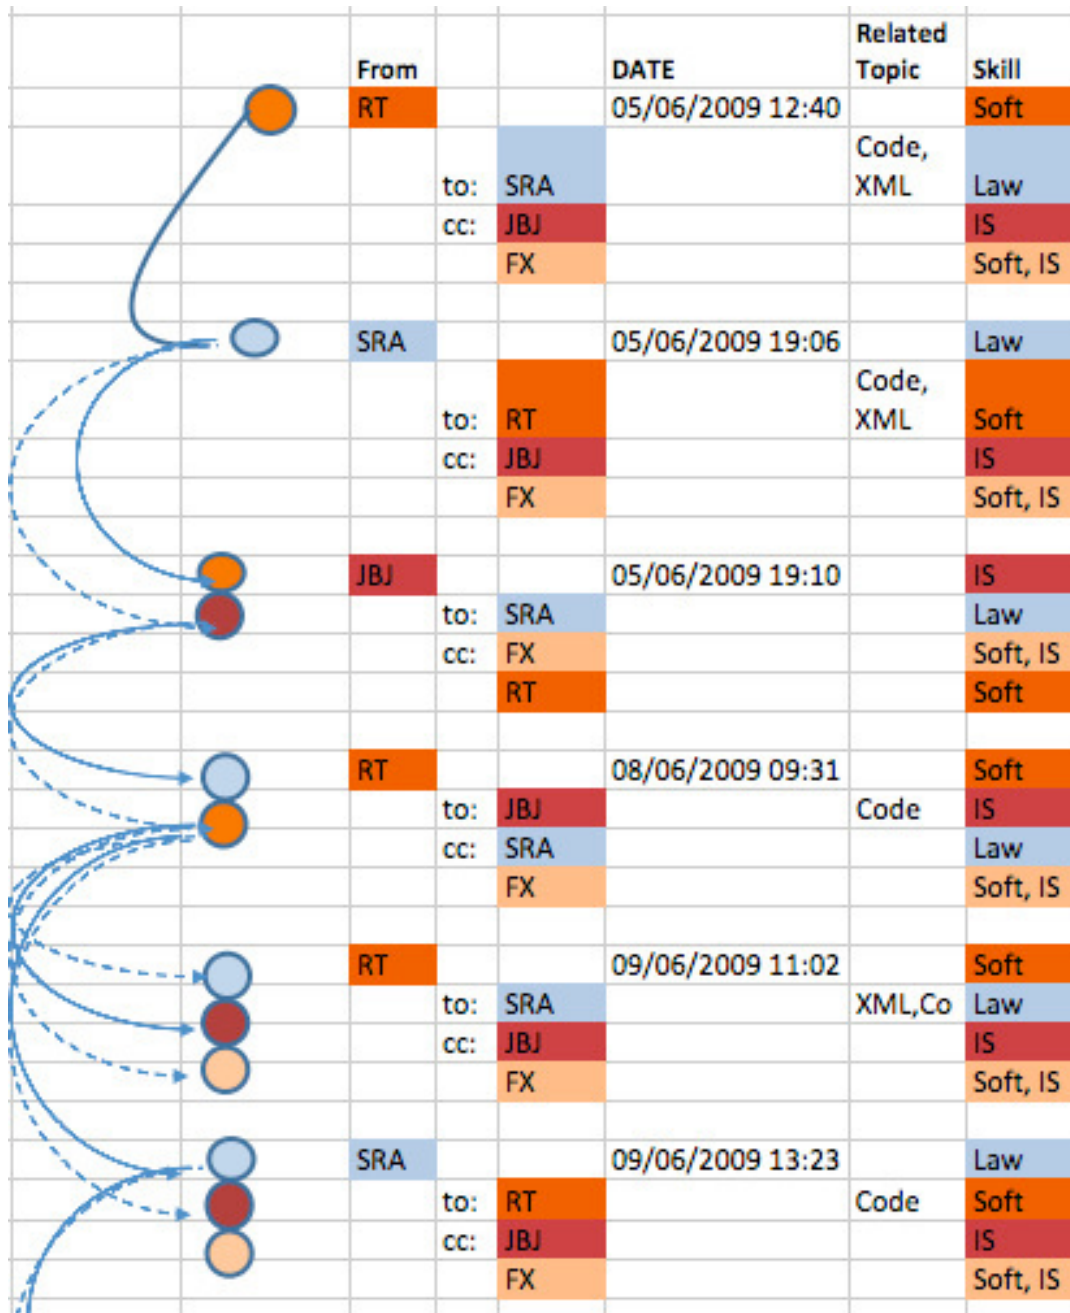 Related
From DATE Topic Skill
RT 05/06/2009 12:40 Soft
Code,
to: SRA XML Law
cc: JBJ IS
FX Soft, IS
SRA 05/06/2009 19:06 Law
Code,
to: RT XML Soft
cc: JBJ IS
FX Soft, IS
JBJ 05/06/2009 19:10 IS
to: SRA Law
cc: FX Soft, IS
RT Soft
RT 08/06/2009 09:31 Soft
to: JBJ Code IS
cc: SRA Law
FX Soft, IS
RT 09/06/2009 11:02 Soft
to: SRA XML,Co Law
cc: JBJ IS
FX Soft, IS
SRA 09/06/2009 13:23 Law
to: RT Code Soft
cc: JBJ IS
FX Soft, IS